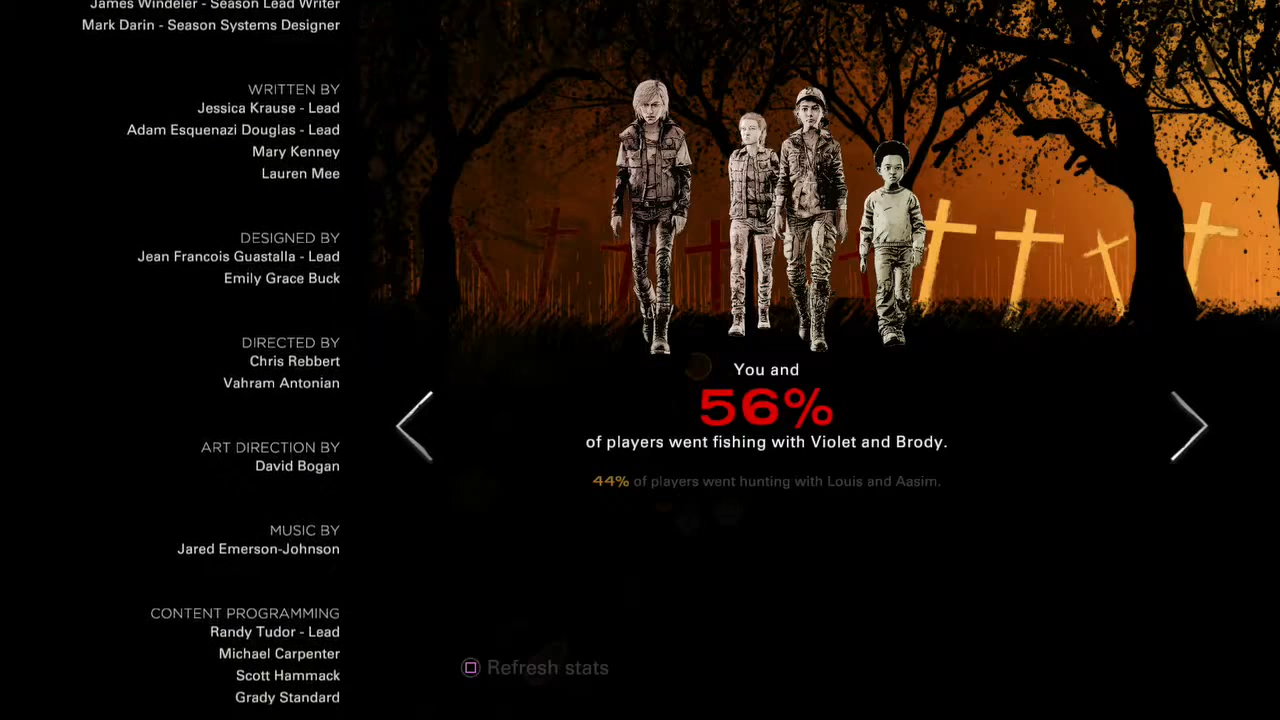 James Windeler - Season Lead Writer
Mark Darin - Season Systems Designer
WRITTEN BY
Jessica Krause - Lead
Adam Esquenazi Douglas - Lead
Mary Kenney
Lauren Mee
DESIGNED BY
Jean Francois Guastalla - Lead
Emily Grace Buck
DIRECTED BY
Chris Rebbert
Vahram Antonian
ART DIRECTION BY
David Bogan
MUSIC BY
Jared Emerson-Johnson
CONTENT PROGRAMMING
Randy Tudor - Lead
Michael Carpenter
Scott Hammack
Grady Standard
You and
56%
of players went fishing with Violet and Brody.
44% of players went hunting with Louis and Aasim.
Refresh stats